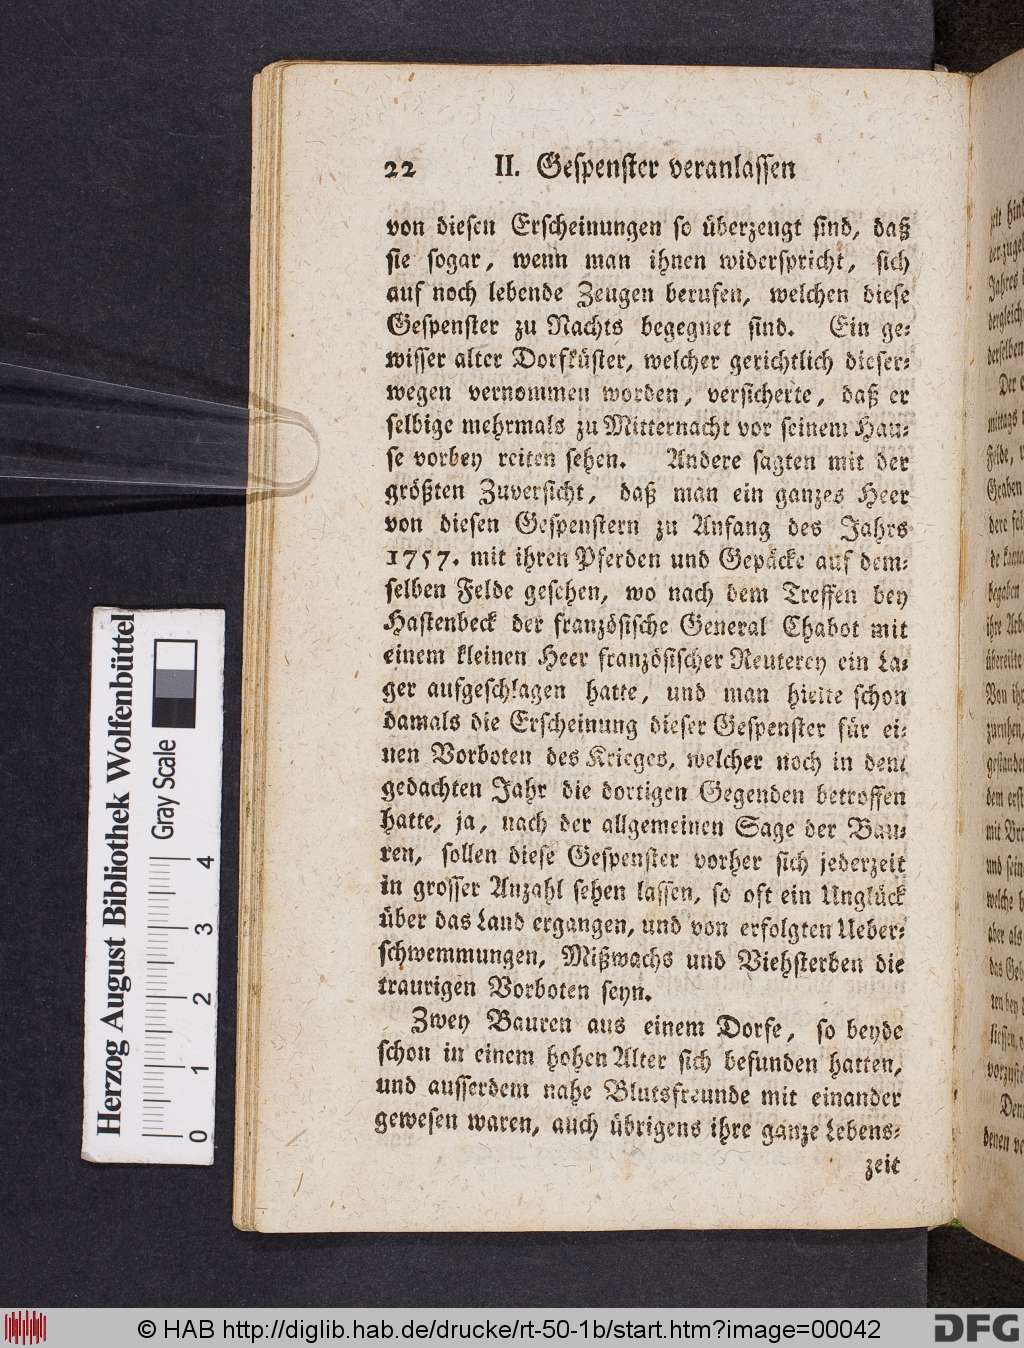 22 II. Gespenster veranlassen
von diesen Erscheinungen so überzeugt sind, daß
sie sogar, wenn man ihnen widerspricht, sich
auf noch lebende Zeugen berufen, welchen diese
Gespenster zu Nachts begegnet sind. Ein ge-
wisser alter Dorfküster, welcher gerichtlich dieser-
wegen vernommen worden, versicherte, daß er
selbige mehrmals zu Mitternacht vor seinem Hau-
se vorbey reiten sehen. Andere sagten mit der
größten Zuversicht, daß man ein ganzes Heer
von diesen Gespenstern zu Anfang des Jahrs
1757. mit ihren Pferden und Gepäcke auf dem-
selben Felde gesehen, wo nach dem Treffen bey
Hastenbeck der französische General Chabot mit
einem kleinen Heer französischer Reuterey ein La-
ger aufgeschlagen hatte, und man hielte schon
damals die Erscheinung dieser Gespenster für ei-
nen Vorboten des Krieges, welcher noch in dem
gedachten Jahr die dortigen Gegenden betroffen
hatte, ja, nach der allgemeinen Sage der Bau-
ren, sollen diese Gespenster vorher sich jederzeit
in grosser Anzahl sehen lassen, so oft ein Unglück
über das Land ergangen, und von erfolgten Ueber-
schwemmungen, Mißwachs und Viehsterben die
traurigen Vorboten seyn.
Zwey Bauren aus einem Dorfe, so beyde
schon in einem hohen Alter sich befunden hatten,
und ausserdem nahe Blutsfreunde mit einander
gewesen waren, auch übrigens ihre ganze Lebens-
zeit
Herzog August Bibliothek Wolfenbüttel
Gray Scale
0 1 2 3 4
© HAB http://diglib.hab.de/drucke/rt-50-1b/start.htm?image=00042
DFG